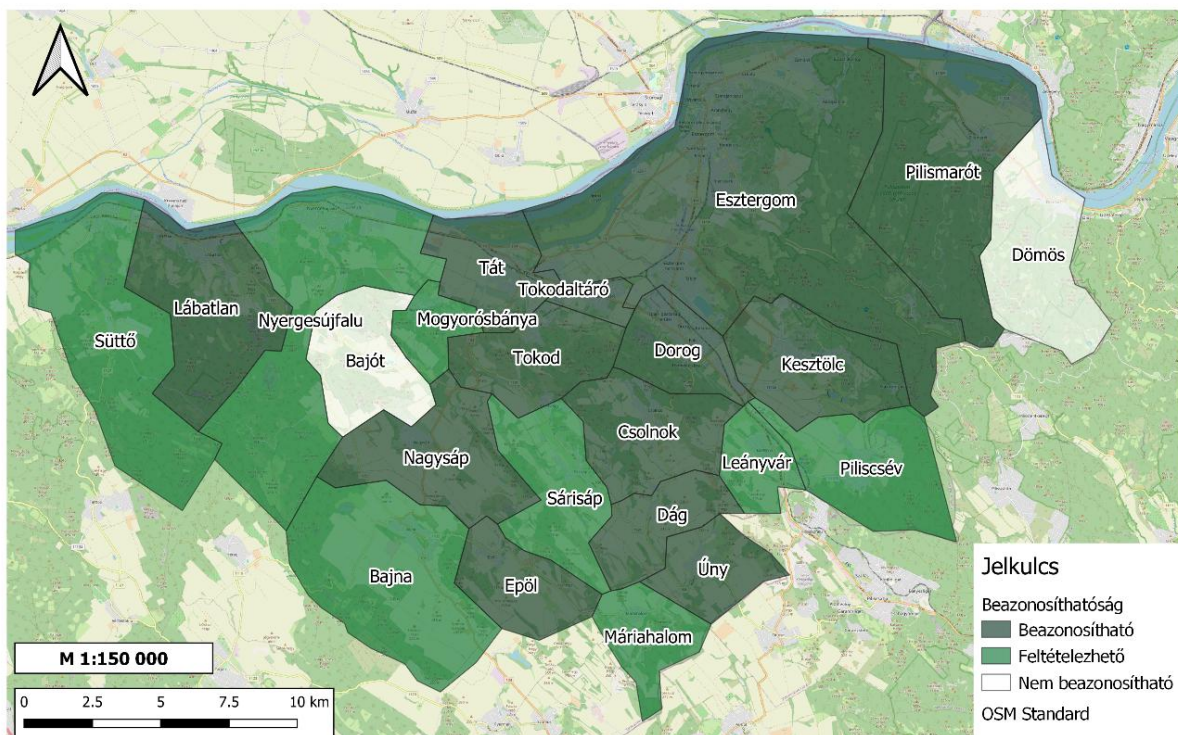 Esztergom
Pilismarót
Dömös
Tát
Tokodaltáró
Lábatlan
Nyergesújfalu
Mogyorósbánya
Süttő
Bajót
Tokod
Dorog
Kesztölc
Csolnok
Nagysáp
Leányvár
Piliscsév
Sárisáp
Dág
Bajna
Epöl
Úny
Máriahalom
M 1:150 000
0 2.5 5 7.5 10 km
Jelkulcs
Beazonosíthatóság
Beazonosítható
Feltételezhető
Nem beazonosítható
OSM Standard